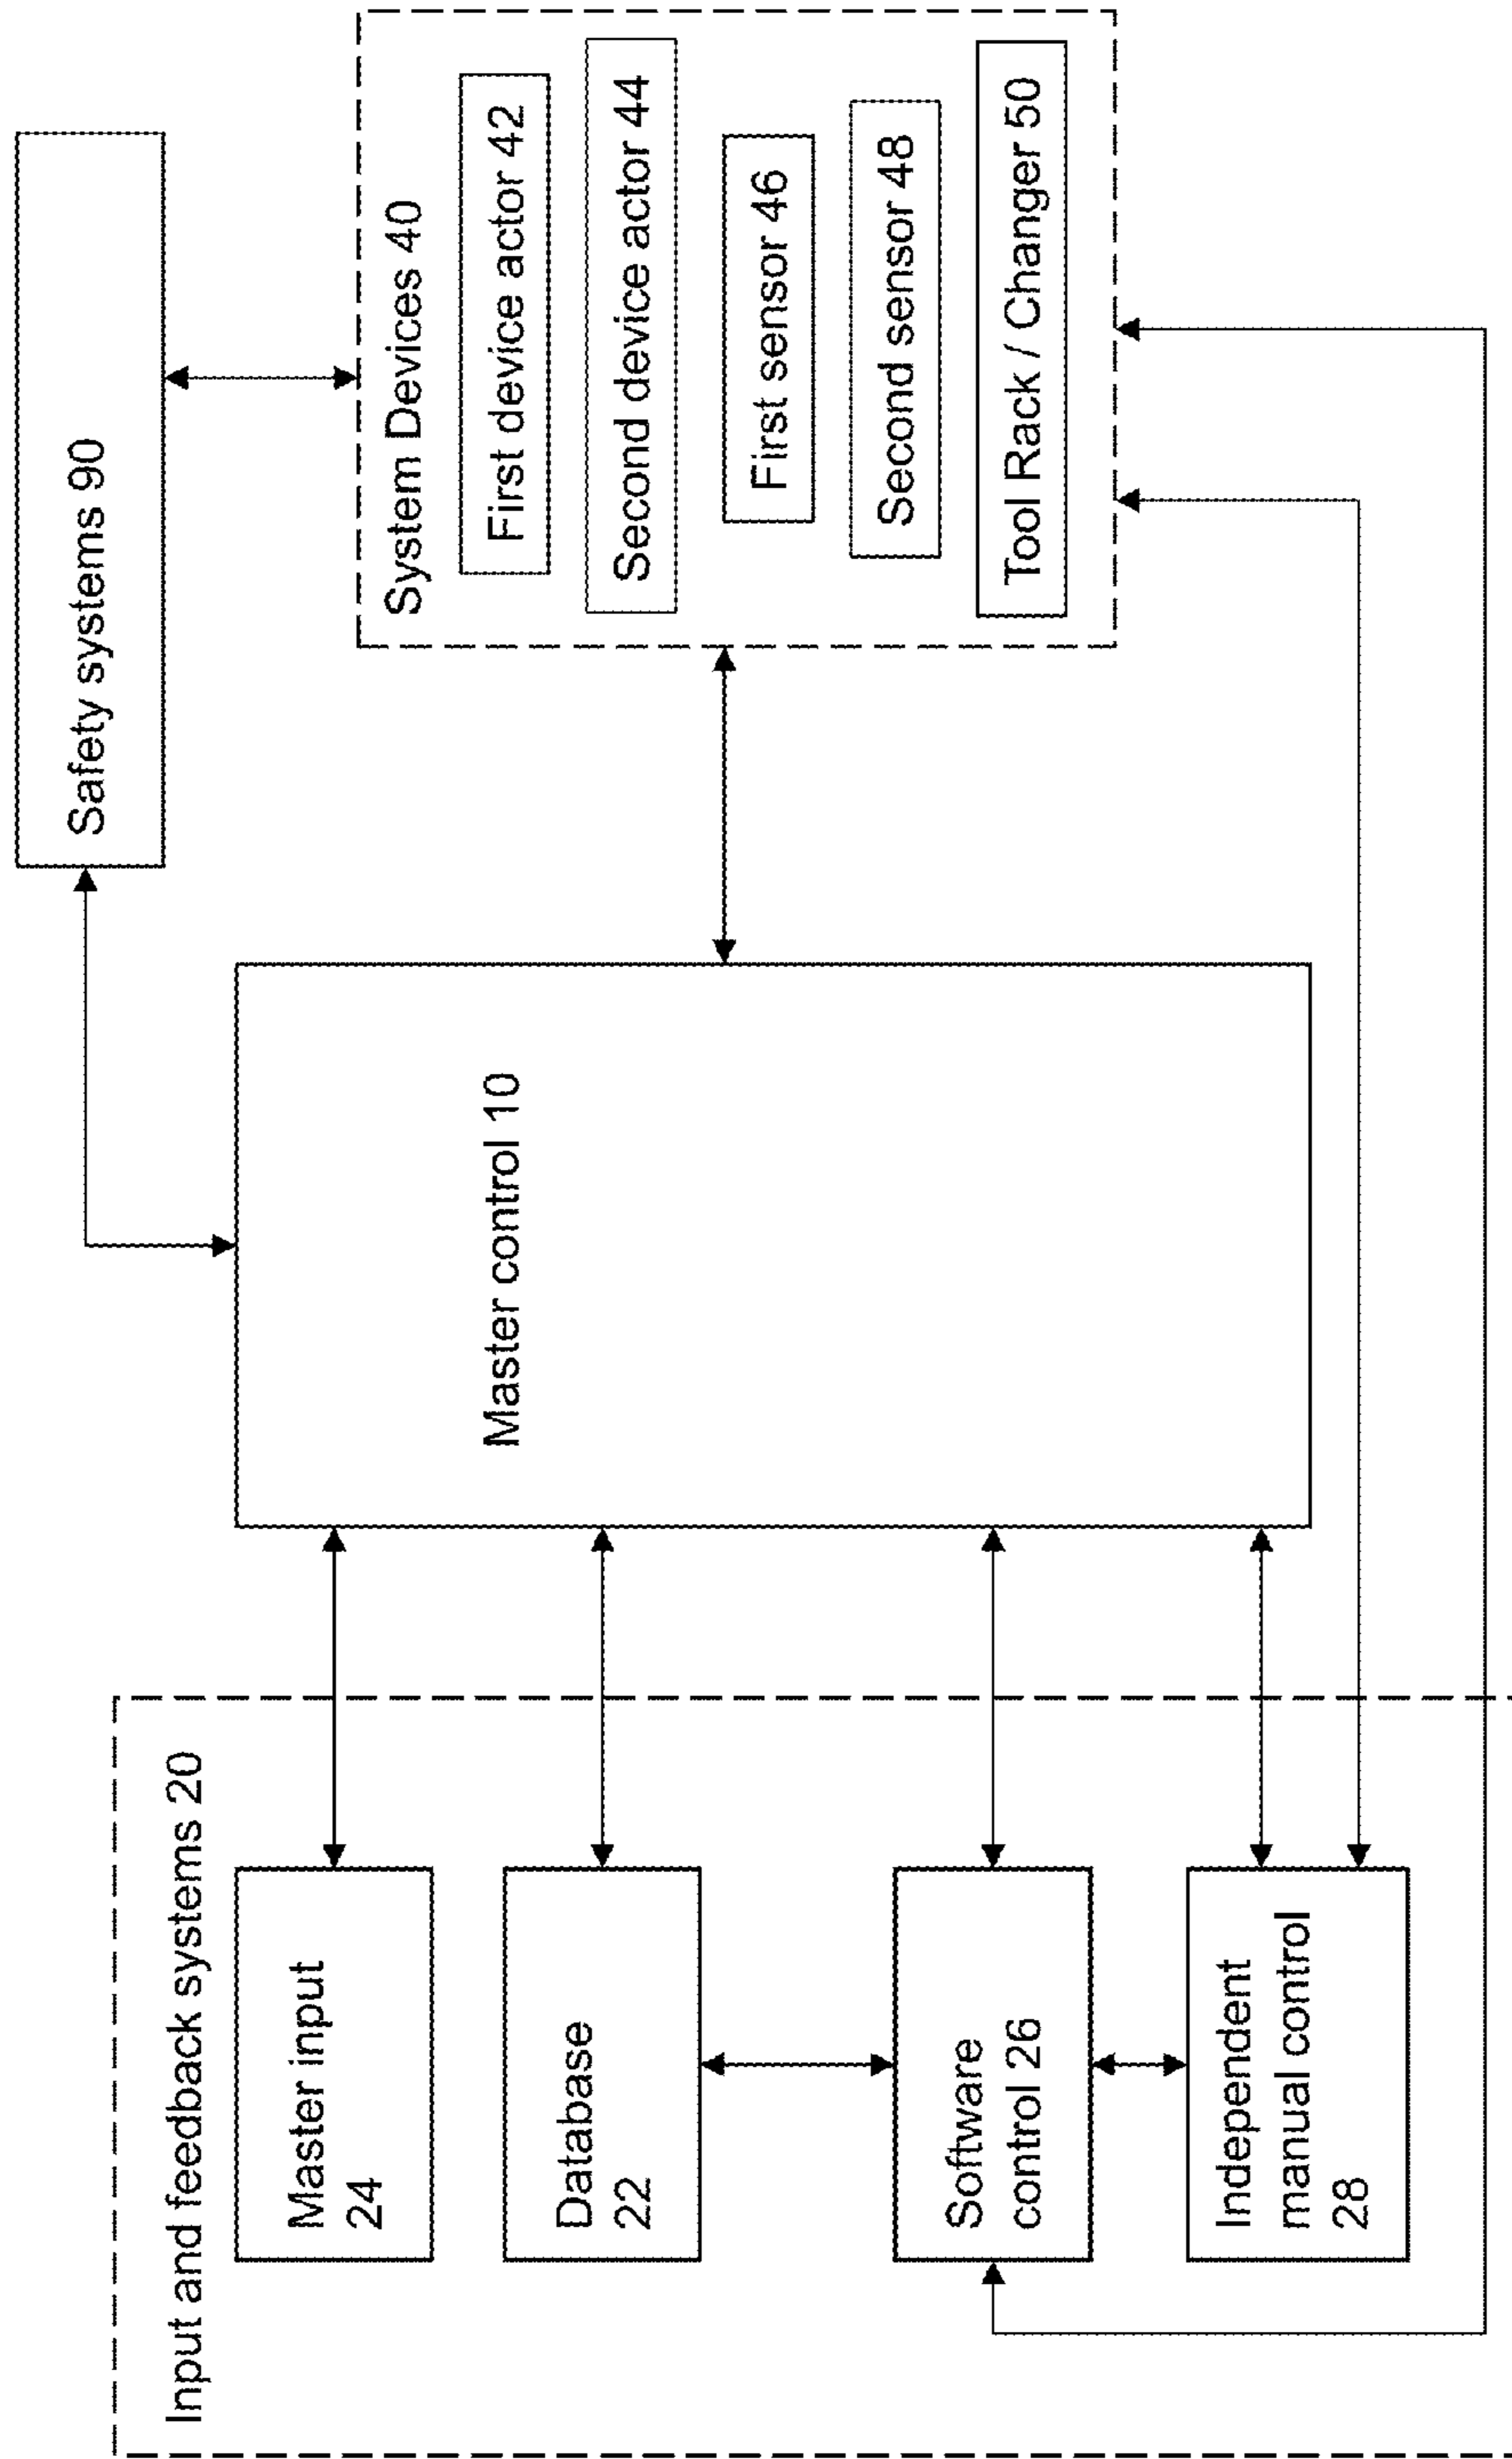 Safety systems 90
Input and feedback systems 20
Master input
24
Database
22
Software
control 26
Independent
manual control
28
Master control 10
System Devices 40
First device actor 42
Second device actor 44
First sensor 46
Second sensor 48
Tool Rack / Changer 50